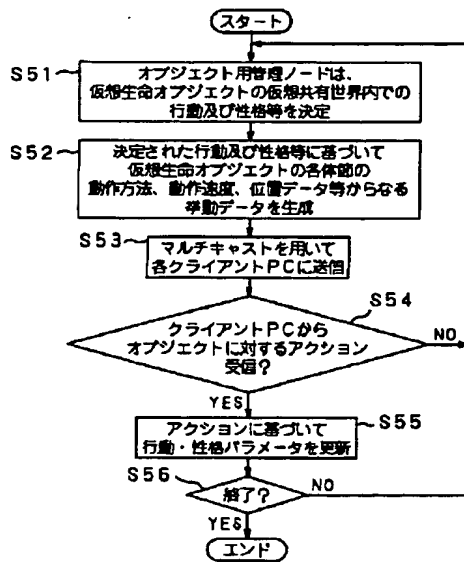 スタート
S51
オブジェクト用管理ノードは、
仮想生命オブジェクトの仮想共有世界内での
行動及び性格等を決定
S52
決定された行動及び性格等に基づいて
仮想生命オブジェクトの各体節の
動作方法、動作速度、位置データ等からなる
挙動データを生成
S53
マルチキャストを用いて
各クライアントPCに送信
S54
クライアントPCから
オブジェクトに対するアクション
受信?
NO
YES
S55
アクションに基づいて
行動・性格パラメータを更新
S56
終了?
NO
YES
エンド